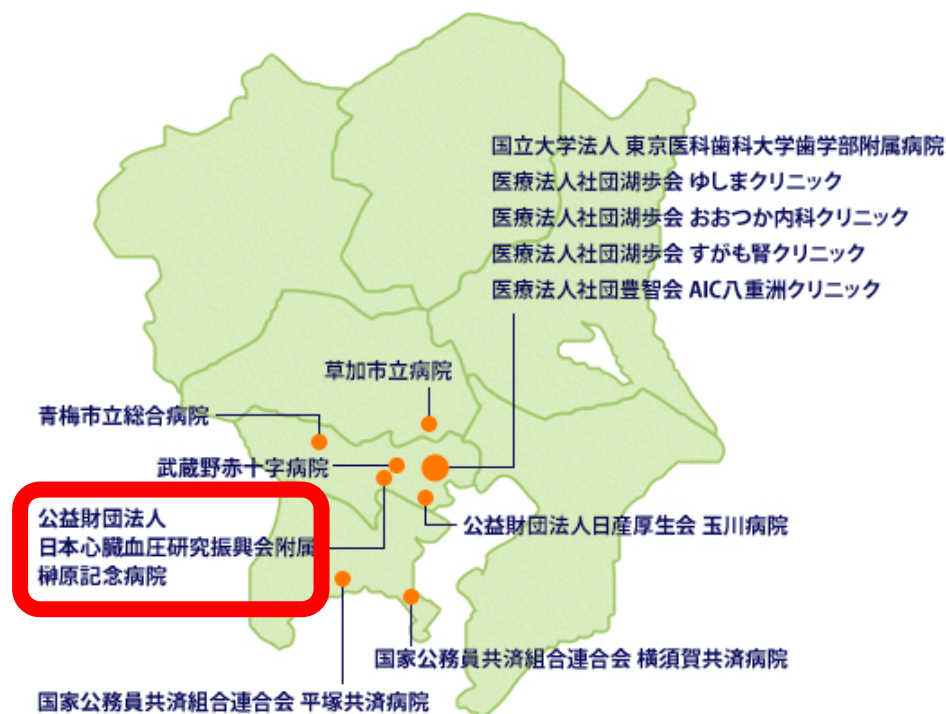 国立大学法人 東京医科歯科大学歯学部附属病院
医療法人社団湖歩会 ゆしまクリニック
医療法人社団湖歩会 おおつか内科クリニック
医療法人社団湖歩会 すがも腎クリニック
医療法人社団豊智会 AIC八重洲クリニック
草加市立病院
青梅市立総合病院
武蔵野赤十字病院
公益財団法人
日本心臓血圧研究振興会附属
榊原記念病院
公益財団法人日産厚生会 玉川病院
国家公務員共済組合連合会 横須賀共済病院
国家公務員共済組合連合会 平塚共済病院